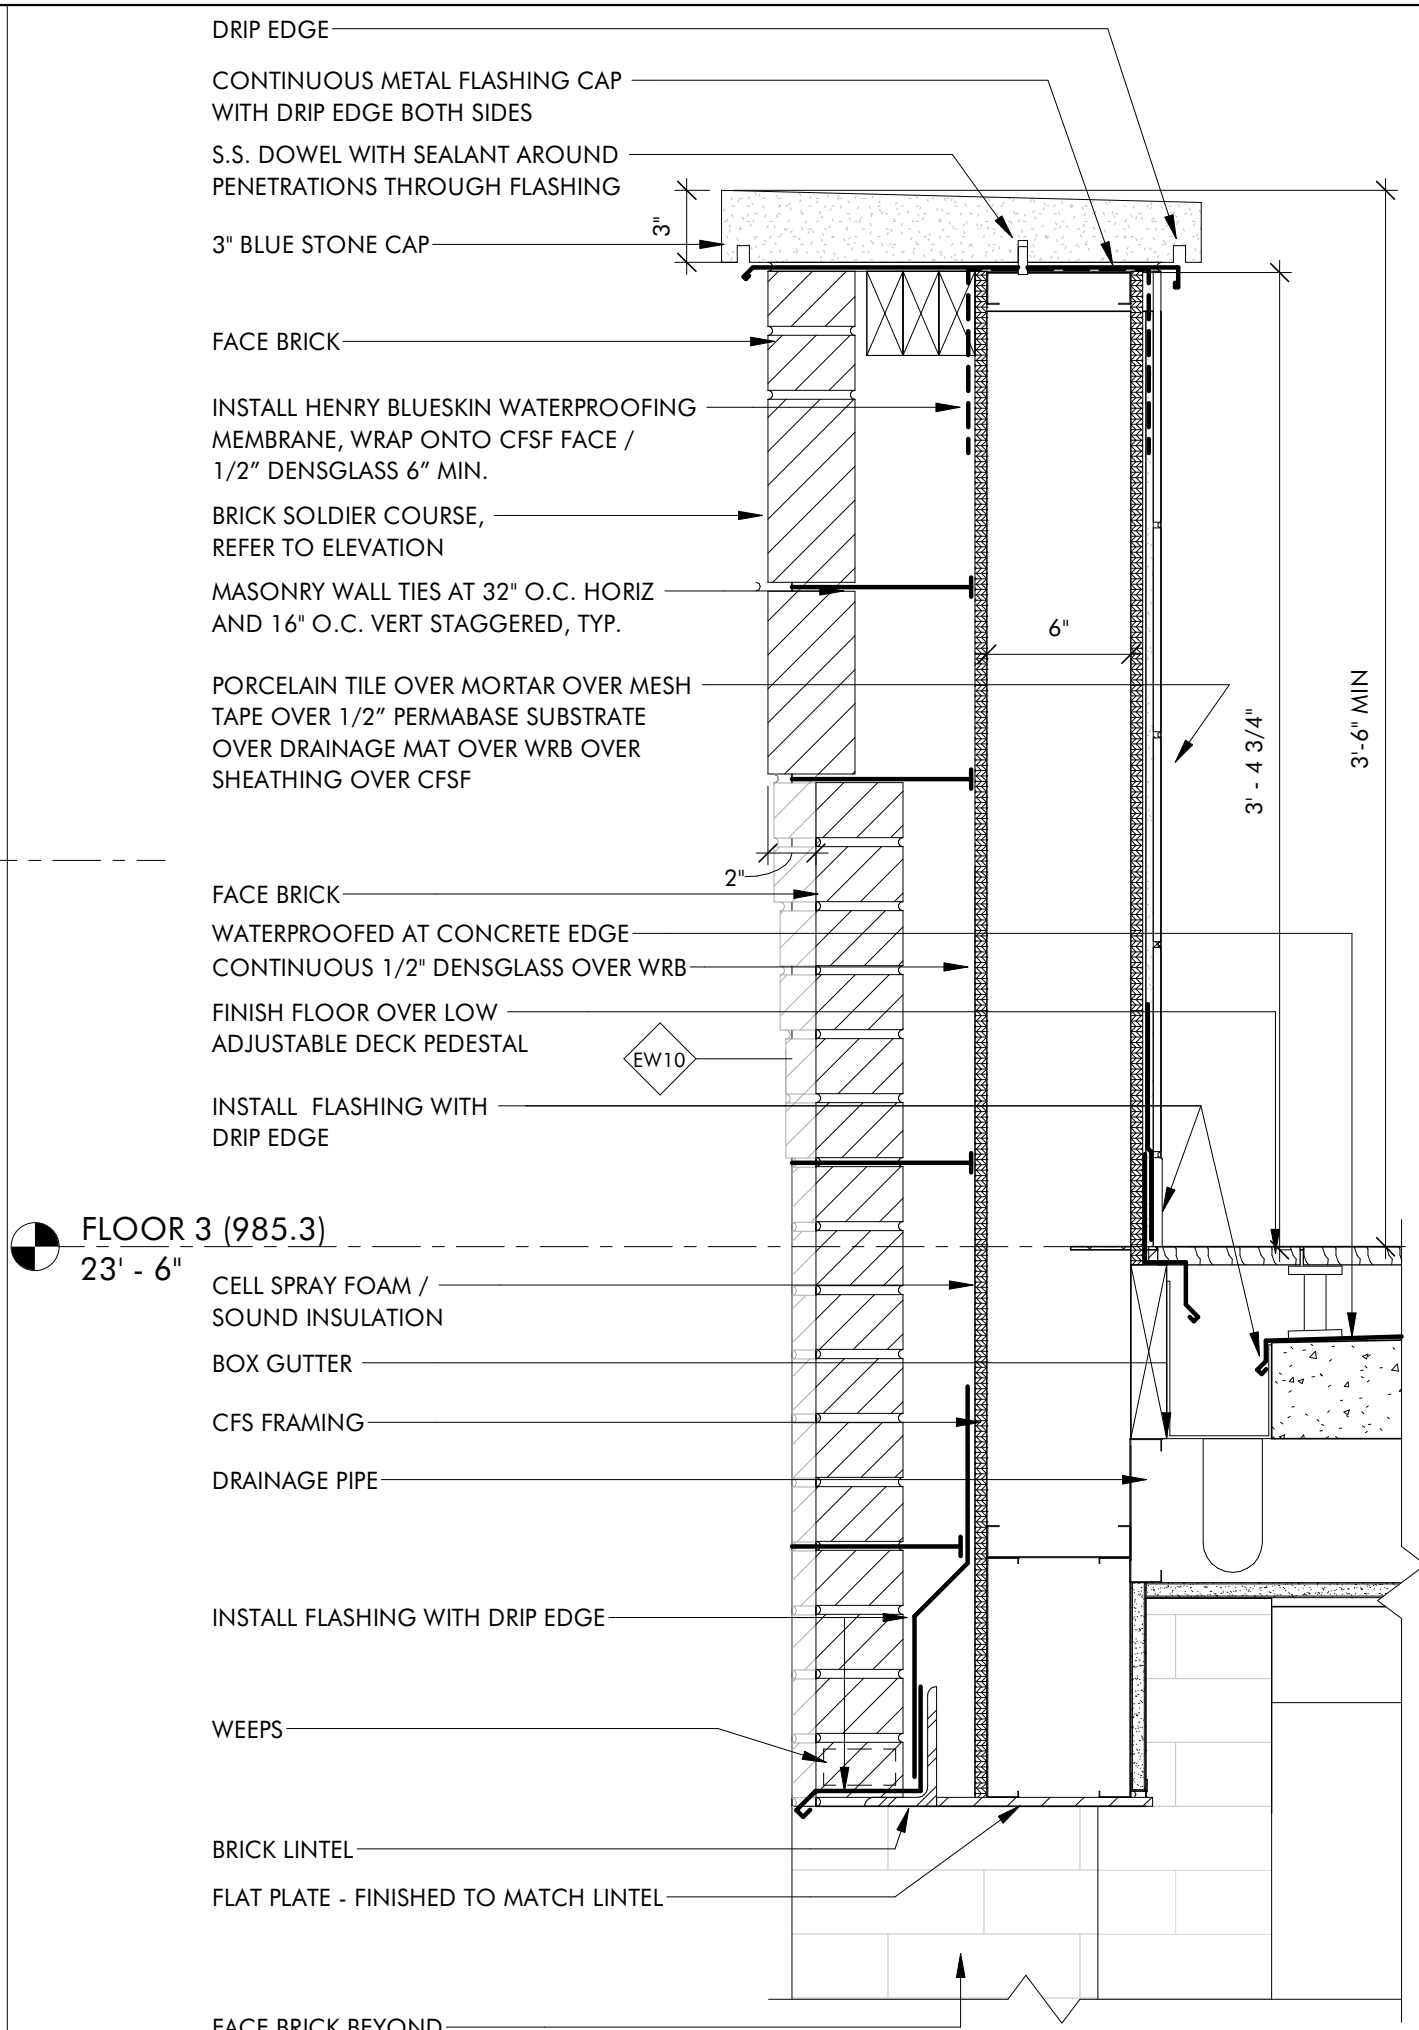 DRIP EDGE
CONTINUOUS METAL FLASHING CAP
WITH DRIP EDGE BOTH SIDES
S.S. DOWEL WITH SEALANT AROUND
PENETRATIONS THROUGH FLASHING
3"
3" BLUE STONE CAP
FACE BRICK
INSTALL HENRY BLUESKIN WATERPROOFING
MEMBRANE, WRAP ONTO CFSF FACE /
1/2" DENSGLASS 6" MIN.
BRICK SOLDIER COURSE,
REFER TO ELEVATION
MASONRY WALL TIES AT 32" O.C. HORIZ
AND 16" O.C. VERT STAGGERED, TYP.
6"
PORCELAIN TILE OVER MORTAR OVER MESH
TAPE OVER 1/2" PERMABASE SUBSTRATE
OVER DRAINAGE MAT OVER WRB OVER
SHEATHING OVER CFSF
3' - 4 3/4"
3'-6" MIN
2"
FACE BRICK
WATERPROOFED AT CONCRETE EDGE
CONTINUOUS 1/2" DENSGLASS OVER WRB
FINISH FLOOR OVER LOW
ADJUSTABLE DECK PEDESTAL
EW10
INSTALL FLASHING WITH
DRIP EDGE
FLOOR 3 (985.3)
23' - 6"
CELL SPRAY FOAM /
SOUND INSULATION
BOX GUTTER
CFS FRAMING
DRAINAGE PIPE
INSTALL FLASHING WITH DRIP EDGE
WEEPS
BRICK LINTEL
FLAT PLATE - FINISHED TO MATCH LINTEL
FACE BRICK BEYOND